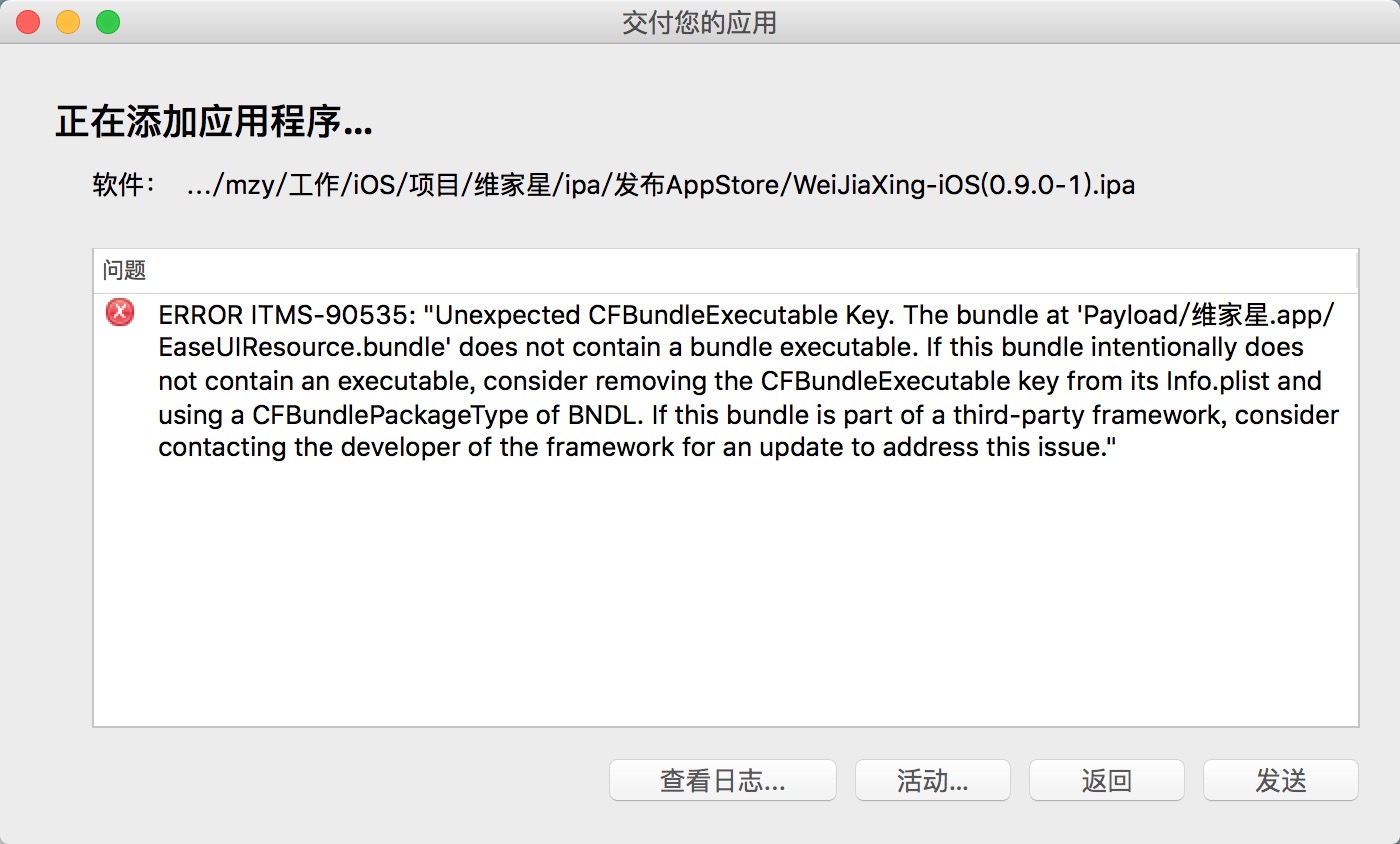 交付您的应用
正在添加应用程序...
软件： .../mzy/工作/iOS/项目/维家星/ipa/发布AppStore/WeiJiaXing-iOS(0.9.0-1).ipa
问题
ERROR ITMS-90535: "Unexpected CFBundleExecutable Key. The bundle at 'Payload/维家星.app/
EaseUIResource.bundle' does not contain a bundle executable. If this bundle intentionally does
not contain an executable, consider removing the CFBundleExecutable key from its Info.plist and
using a CFBundlePackageType of BNDL. If this bundle is part of a third-party framework, consider
contacting the developer of the framework for an update to address this issue."
查看日志... 活动... 返回 发送